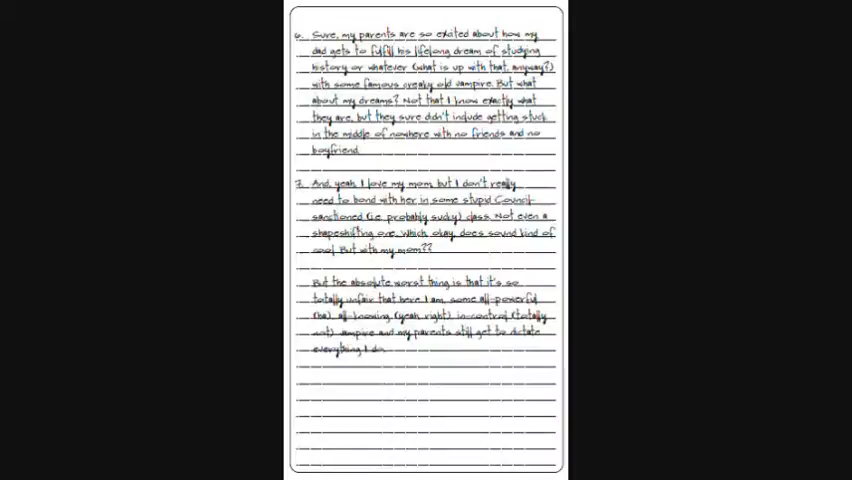 6. Sure, my parents are so excited about how my
dad gets to fulfill his lifelong dream of studying
history or whatever (what is up with that, anyway?)
with some famous creaky old vampire. But what
about my dreams? Not that I know exactly what
they are, but they sure didn't include getting stuck
in the middle of nowhere with no friends and no
boyfriend.
7. And, yeah, I love my mom, but I don't really
need to bond with her in some stupid Council-
sanctioned (i.e. probably sucky) class. Not even a
shapeshifting one, which, okay, does sound kind of
cool. But with my mom??
But the absolute worst thing is that it's so
totally unfair that here I am, some all-powerful
(ha), all-knowing (yeah, right) in-control (totally
not) ampire and my parents still get to dictate
everything I do.